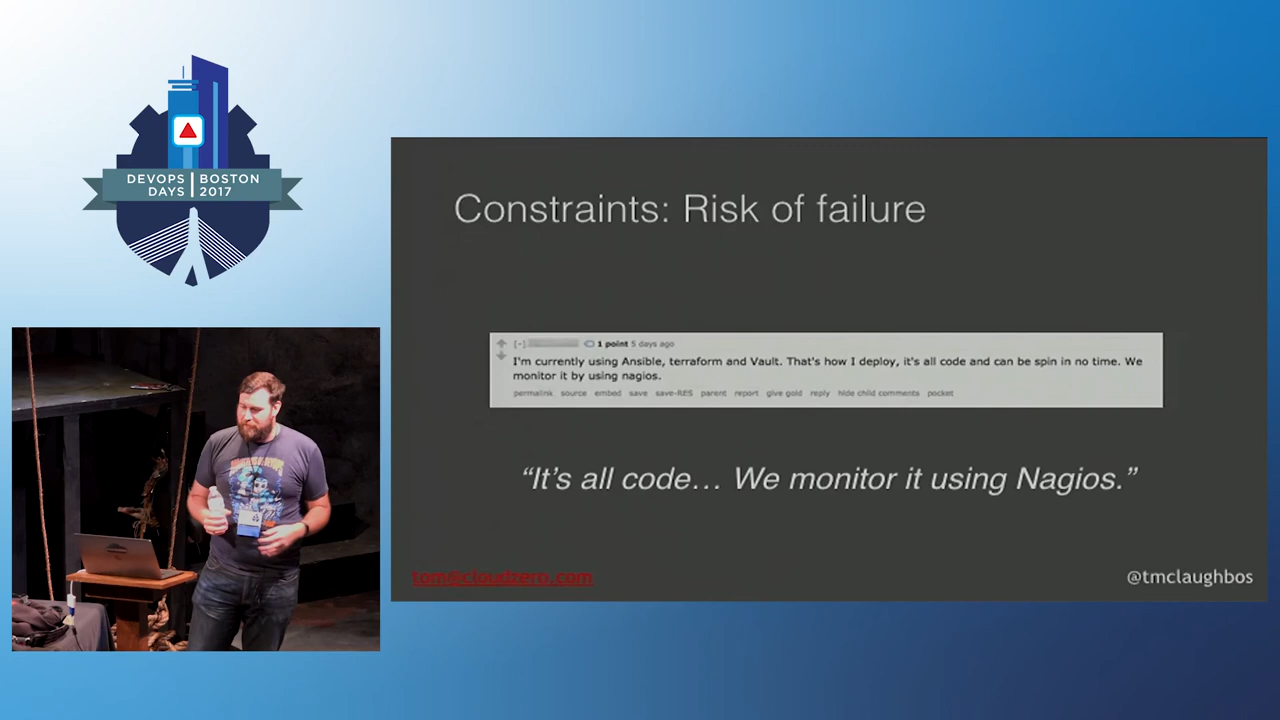 DEVOPS | BOSTON
DAYS | 2017
Constraints: Risk of failure
[-] 1 point 5 days ago
I'm currently using Ansible, terraform and Vault. That's how I deploy, it's all code and can be spin in no time. We
monitor it by using nagios.
permalink source embed save save-RES parent report give gold reply hide child comments pocket
“It’s all code… We monitor it using Nagios.”
tom@cloudzero.com
@tmclaughbos